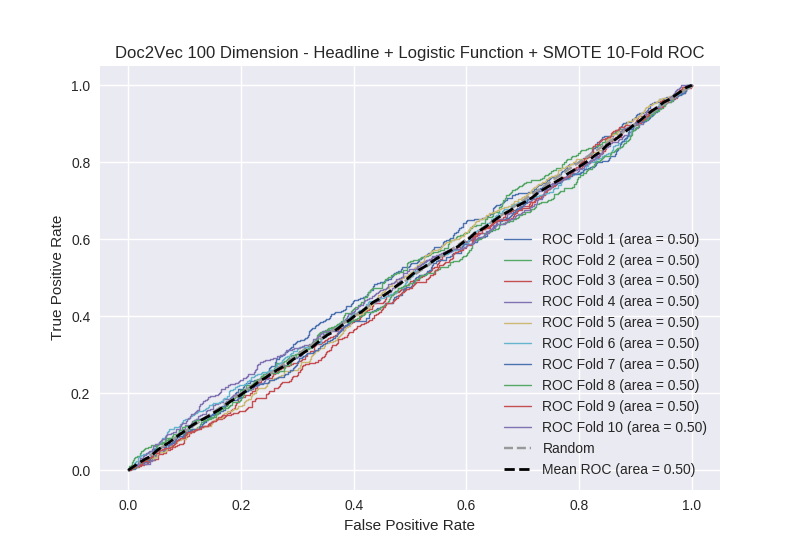 Doc2Vec 100 Dimension - Headline + Logistic Function + SMOTE 10-Fold ROC
1.0
0.8
0.6
0.4
0.2
0.0
True Positive Rate
ROC Fold 1 (area = 0.50)
ROC Fold 2 (area = 0.50)
ROC Fold 3 (area = 0.50)
ROC Fold 4 (area = 0.50)
ROC Fold 5 (area = 0.50)
ROC Fold 6 (area = 0.50)
ROC Fold 7 (area = 0.50)
ROC Fold 8 (area = 0.50)
ROC Fold 9 (area = 0.50)
ROC Fold 10 (area = 0.50)
Random
Mean ROC (area = 0.50)
0.0 0.2 0.4 0.6 0.8 1.0
False Positive Rate